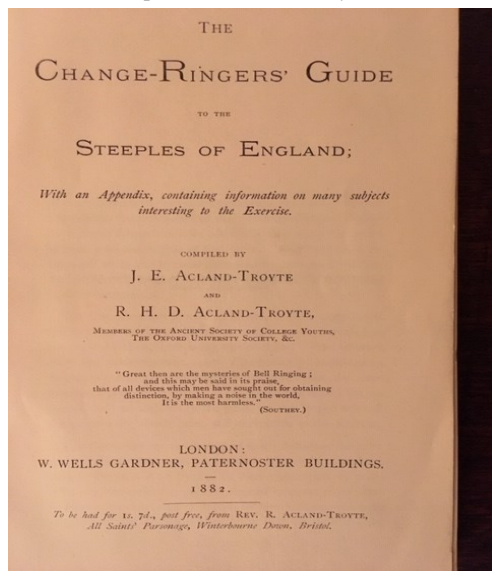 THE
CHANGE-RINGERS' GUIDE
TO THE
STEEPLES OF ENGLAND;
With an Appendix, containing information on many subjects
interesting to the Exercise.
COMPILED BY
J. E. ACLAND-TROYTE
AND
R. H. D. ACLAND-TROYTE,
MEMBERS OF THE ANCIENT SOCIETY OF COLLEGE YOUTHS,
THE OXFORD UNIVERSITY SOCIETY, &C.
"Great then are the mysteries of Bell Ringing;
and this may be said in its praise,
that of all devices which men have sought out for obtaining
distinction, by making a noise in the world,
It is the most harmless."
(SOUTHEY.)
LONDON:
W. WELLS GARDNER, PATERNOSTER BUILDINGS.
1882.
To be had for 1s. 7d., post free, from REV. R. ACLAND-TROYTE,
All Saints' Parsonage, Winterbourne Down, Bristol.